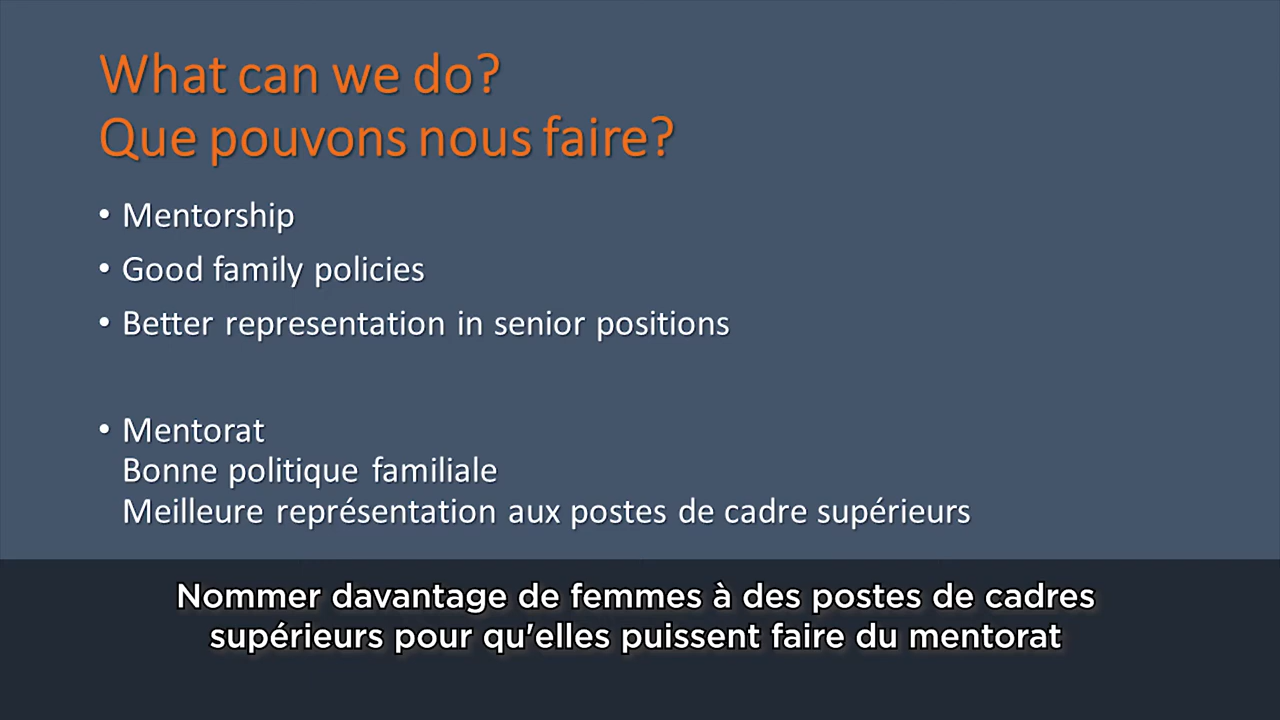 What can we do?
Que pouvons nous faire?
• Mentorship
• Good family policies
• Better representation in senior positions
• Mentorat
Bonne politique familiale
Meilleure représentation aux postes de cadre supérieurs
Nommer davantage de femmes à des postes de cadres
supérieurs pour qu'elles puissent faire du mentorat